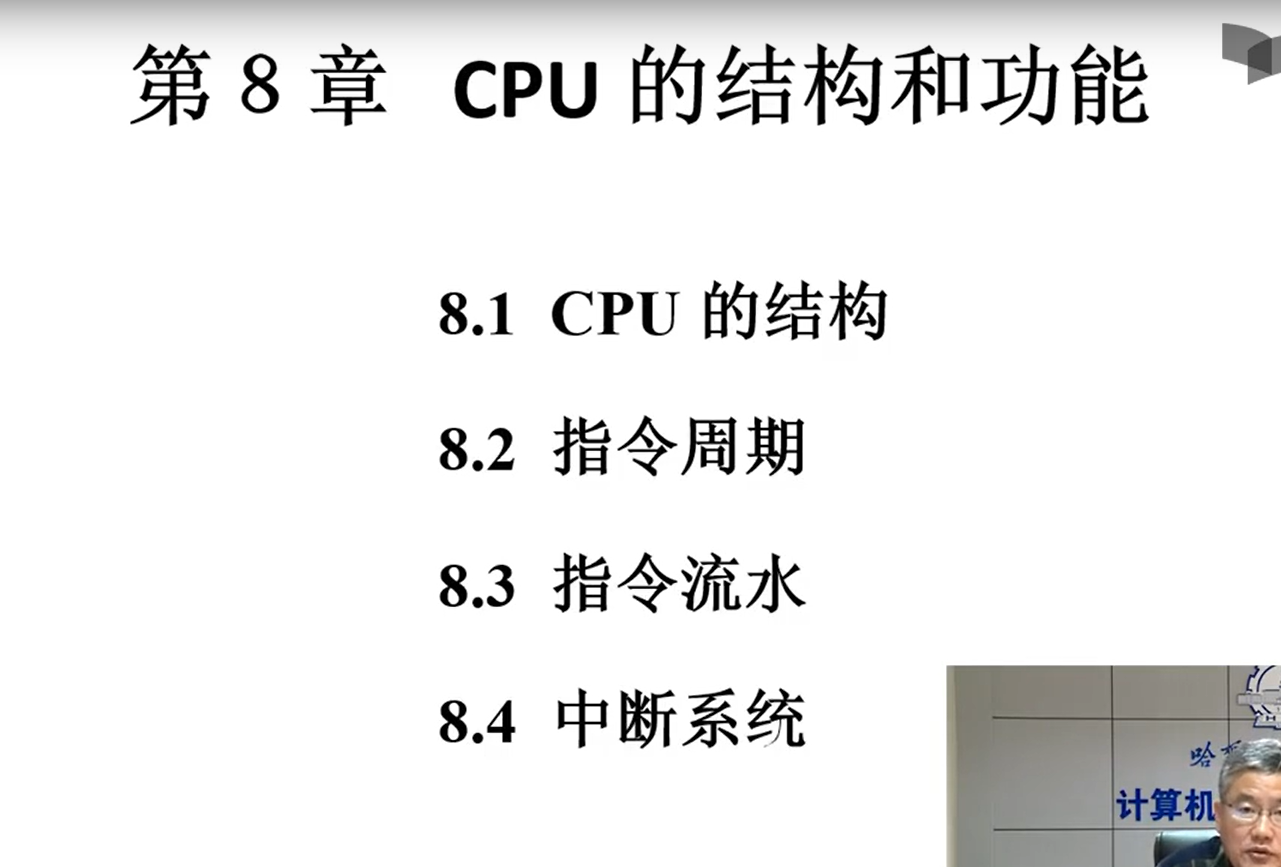 第 8 章 CPU 的结构和功能
8.1 CPU 的结构
8.2 指令周期
8.3 指令流水
8.4 中断系统
哈
计算机